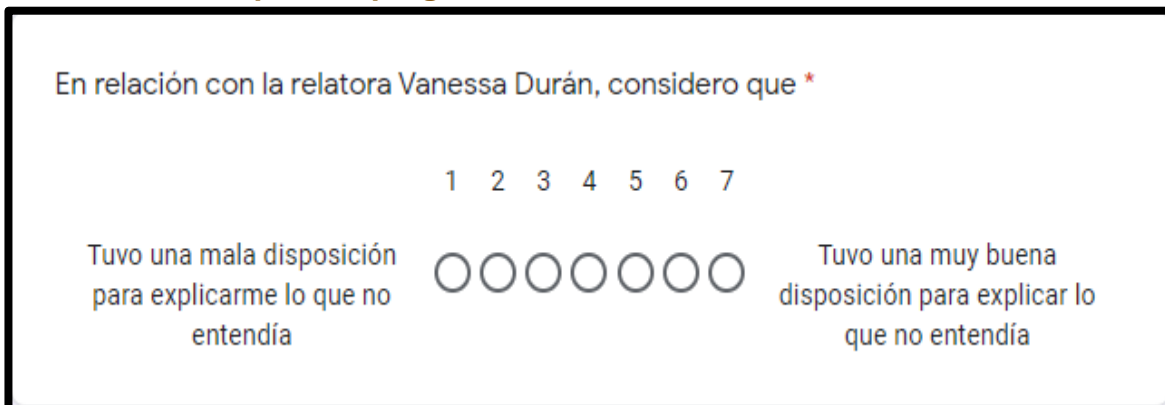 En relación con la relatora Vanessa Durán, considero que *
1 2 3 4 5 6 7
Tuvo una mala disposición
para explicarme lo que no
entendía
Tuvo una muy buena
disposición para explicar lo
que no entendía